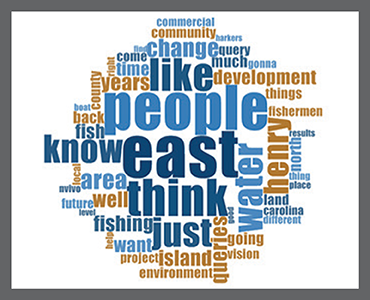 commercial
community harkers
find change query
come much gonna
right time like development
county years things
people fishermen
back boat
fish results
know east henry north
water thing
local area think place
nvivo well land
future carolina
level fishing just good different
help want queries going
project island vision
environment